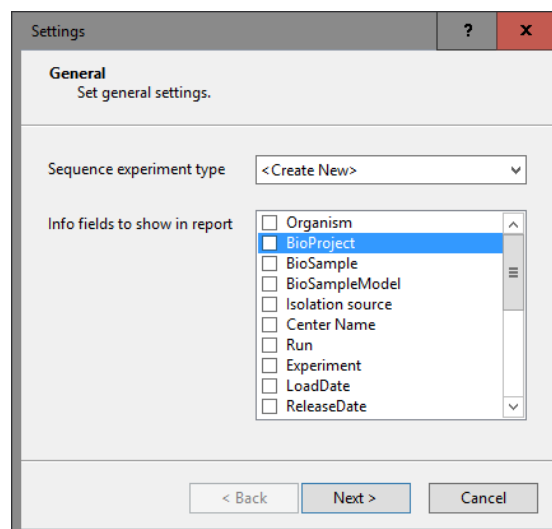 Settings ? x
General
Set general settings.
Sequence experiment type <Create New>
Info fields to show in report
Organism
BioProject
BioSample
BioSampleModel
Isolation source
Center Name
Run
Experiment
LoadDate
ReleaseDate
< Back Next > Cancel